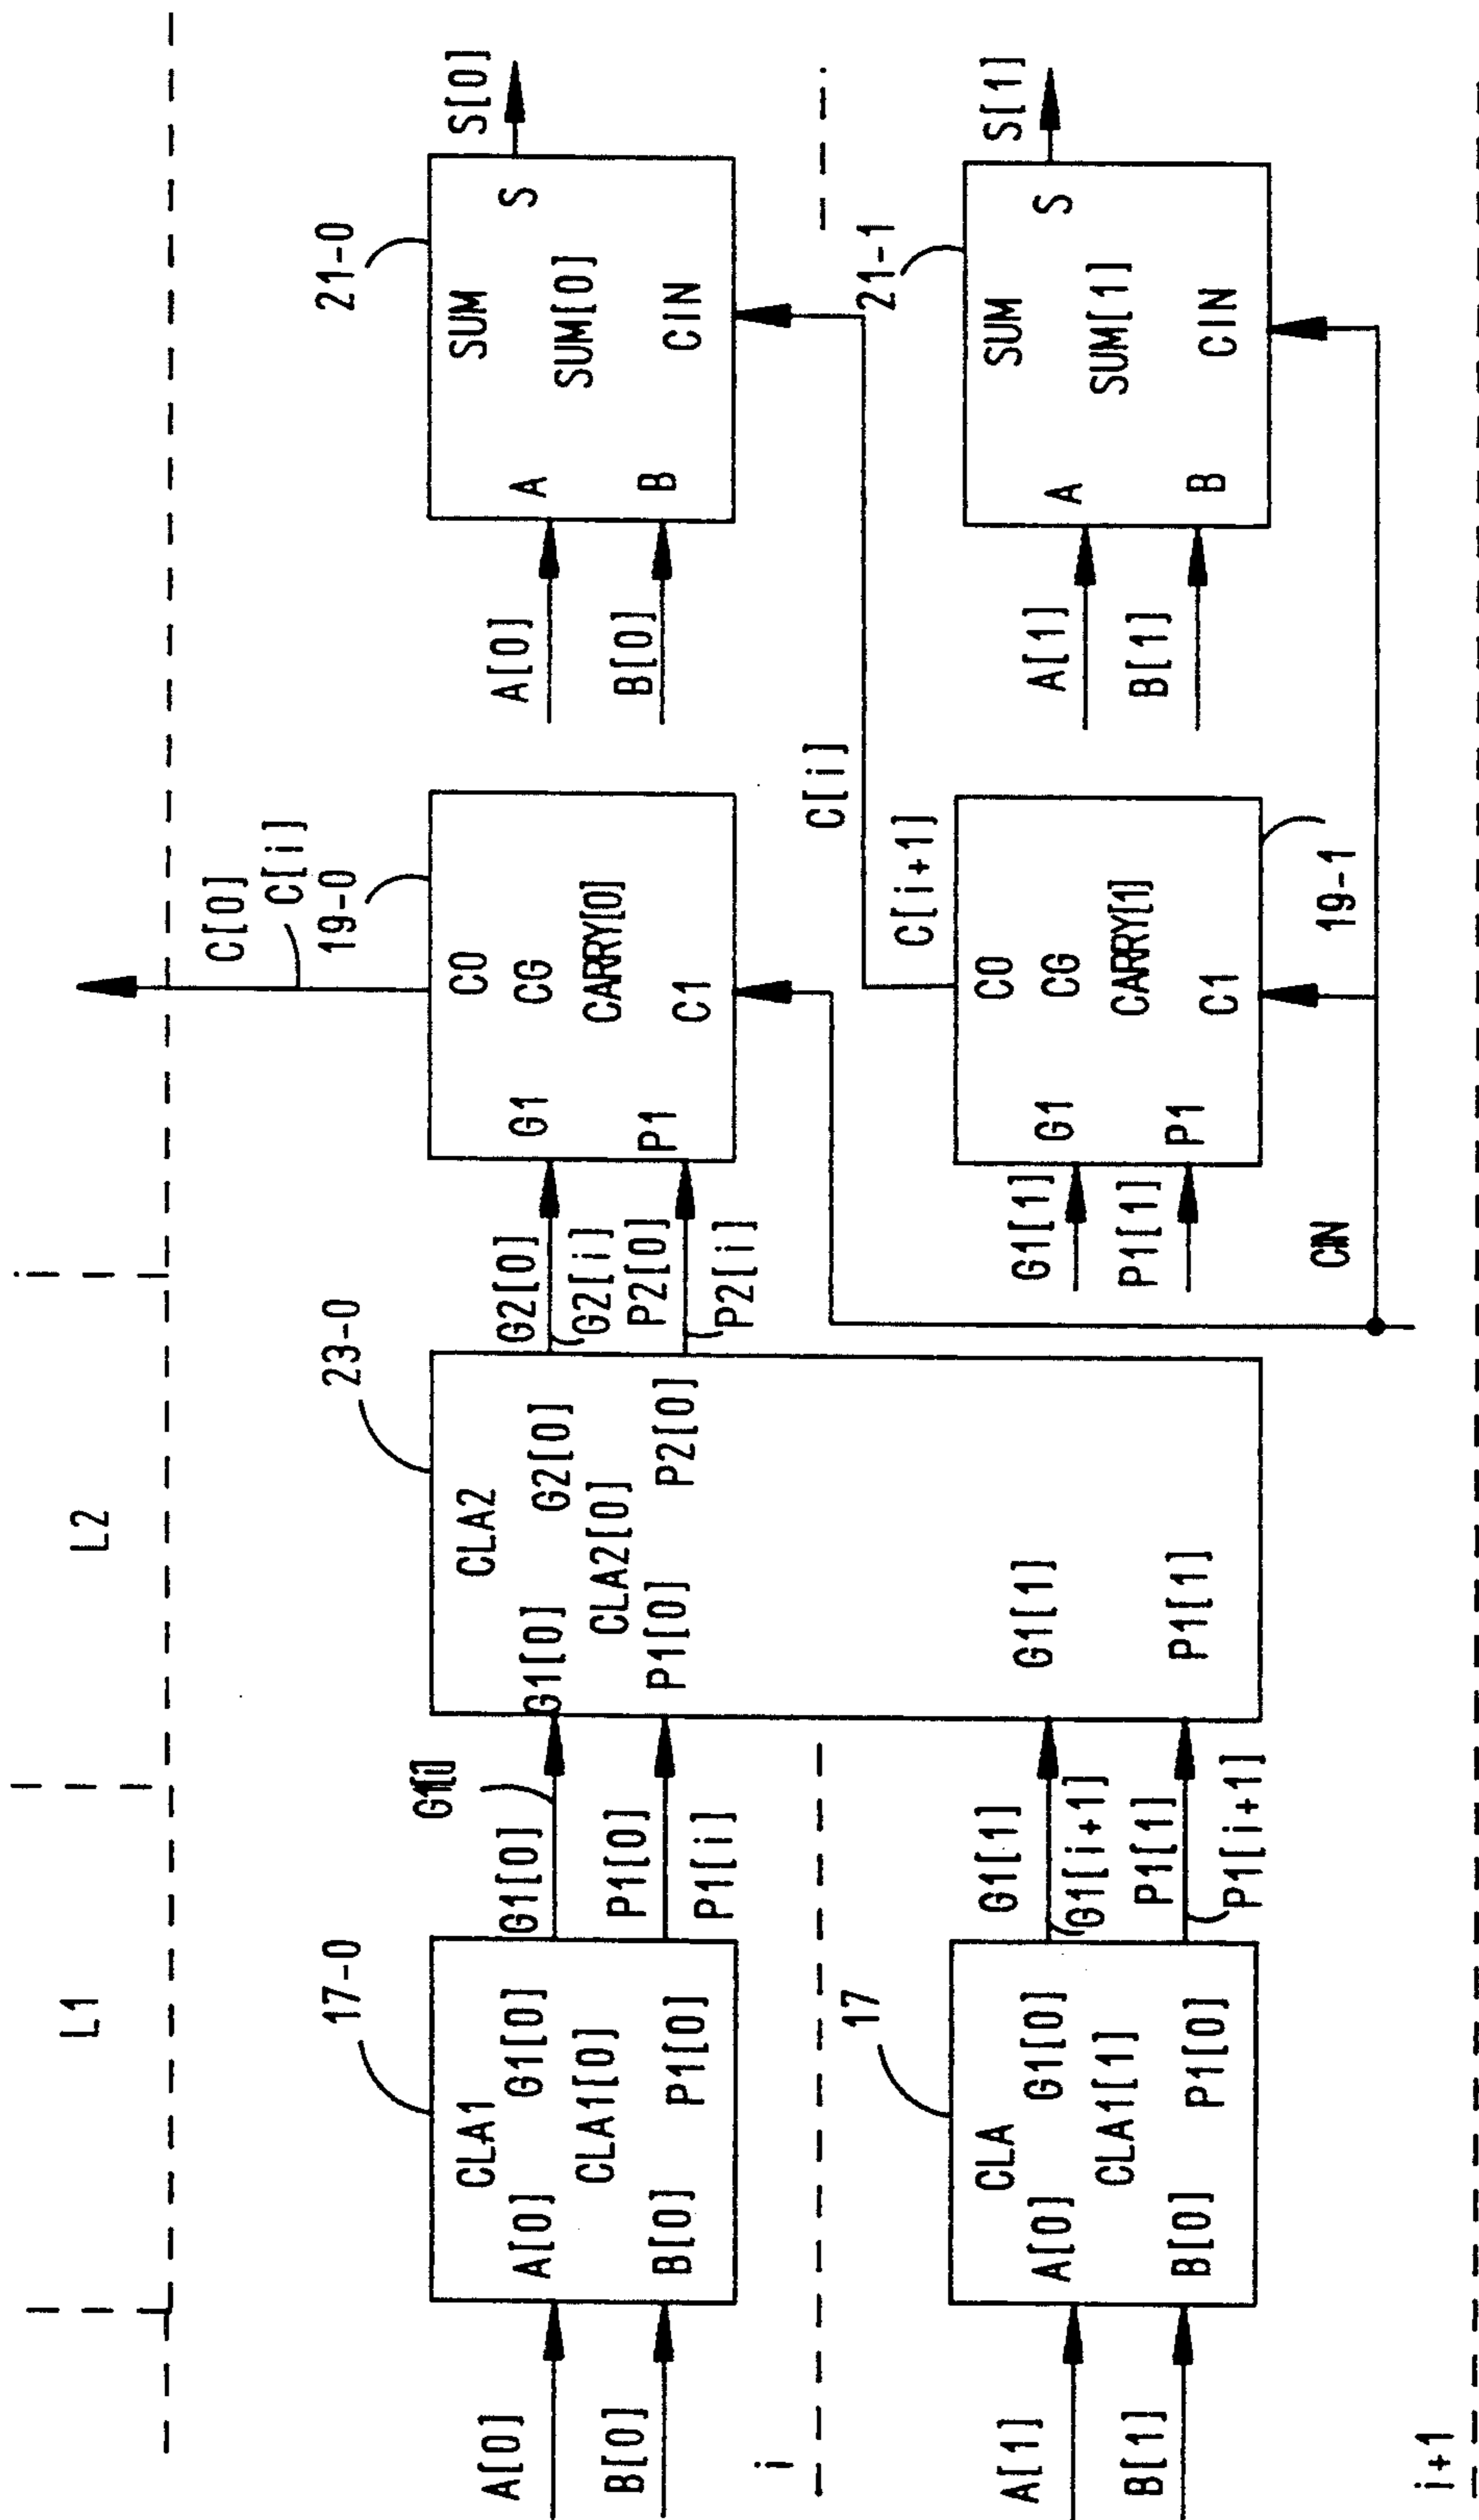 L1
L2
17-0
23-0
19-0
21-0
C[0]
C[i]
A[0]
B[0]
CLA1
A[0]
G1[0]
CLA1[0]
B[0]
P1[0]
G1[0]
P1[0]
P1[i]
CLA2
G1[0]
G2[0]
CLA2[0]
P1[0]
P2[0]
G1[1]
P1[1]
G2[0]
G2[i]
P2[0]
P2[i]
CO
G1
CG
CARRY[0]
P1
C1
A[0]
B[0]
SUM
A
S
SUM[0]
B
CIN
S[0]
i
17
C[i]
21-1
A[1]
B[1]
CLA
A[0]
G1[0]
CLA1[1]
B[0]
P1[0]
G1[1]
G1[i+1]
P1[1]
P1[i+1]
G1[1]
P1[1]
C[i+1]
CO
G1
CG
CARRY[1]
P1
C1
A[1]
B[1]
SUM
A
S
SUM[1]
B
CIN
S[1]
CIN
19-1
i+1